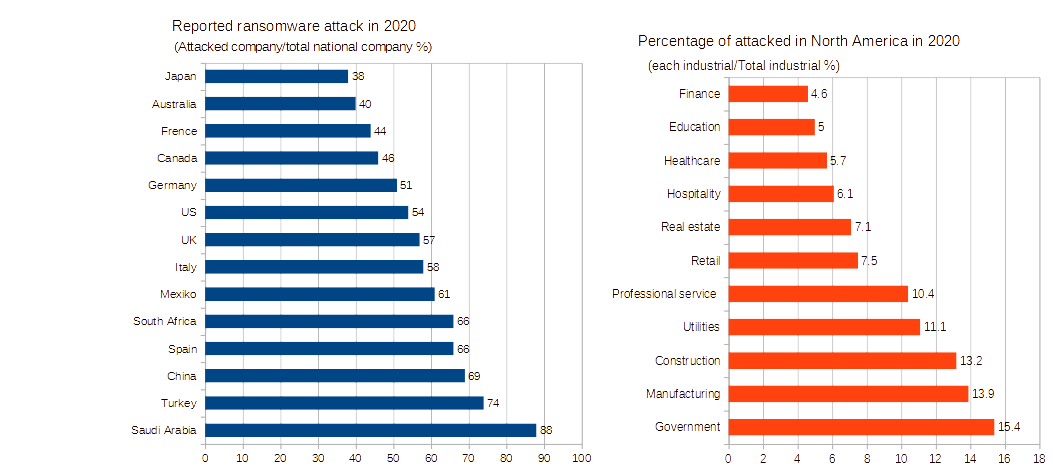 Reported ransomware attack in 2020
(Attacked company/total national company %)
Japan 38
Australia 40
Frence 44
Canada 46
Germany 51
US 54
UK 57
Italy 58
Mexiko 61
South Africa 66
Spain 66
China 69
Turkey 74
Saudi Arabia 88
0 10 20 30 40 50 60 70 80 90 100
Percentage of attacked in North America in 2020
(each industrial/Total industrial %)
Finance 4.6
Education 5
Healthcare 5.7
Hospitality 6.1
Real estate 7.1
Retail 7.5
Professional service 10.4
Utilities 11.1
Construction 13.2
Manufacturing 13.9
Government 15.4
0 2 4 6 8 10 12 14 16 18